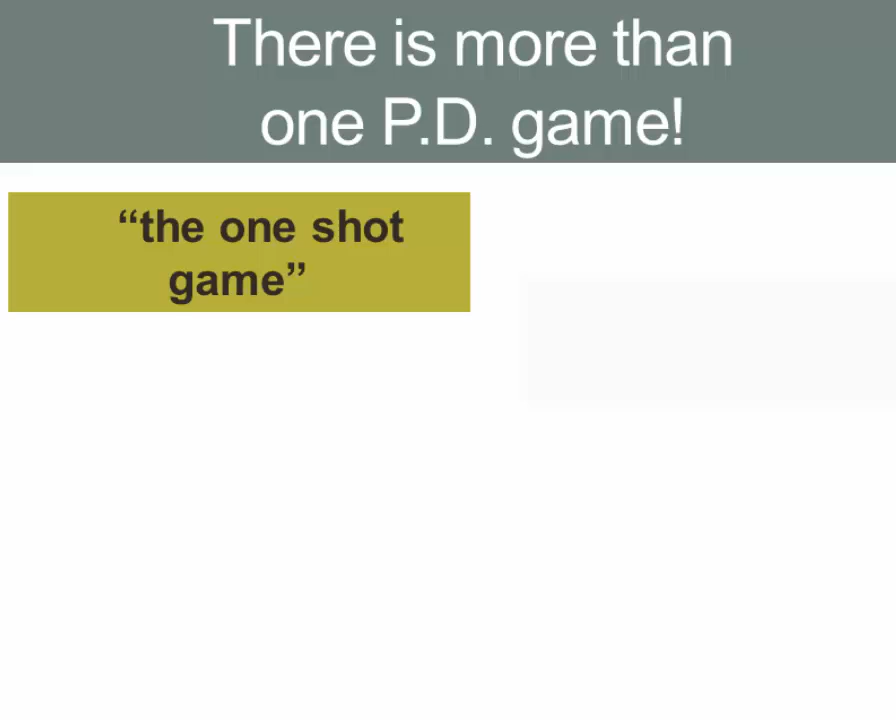 There is more than
one P.D. game!
“the one shot
game”